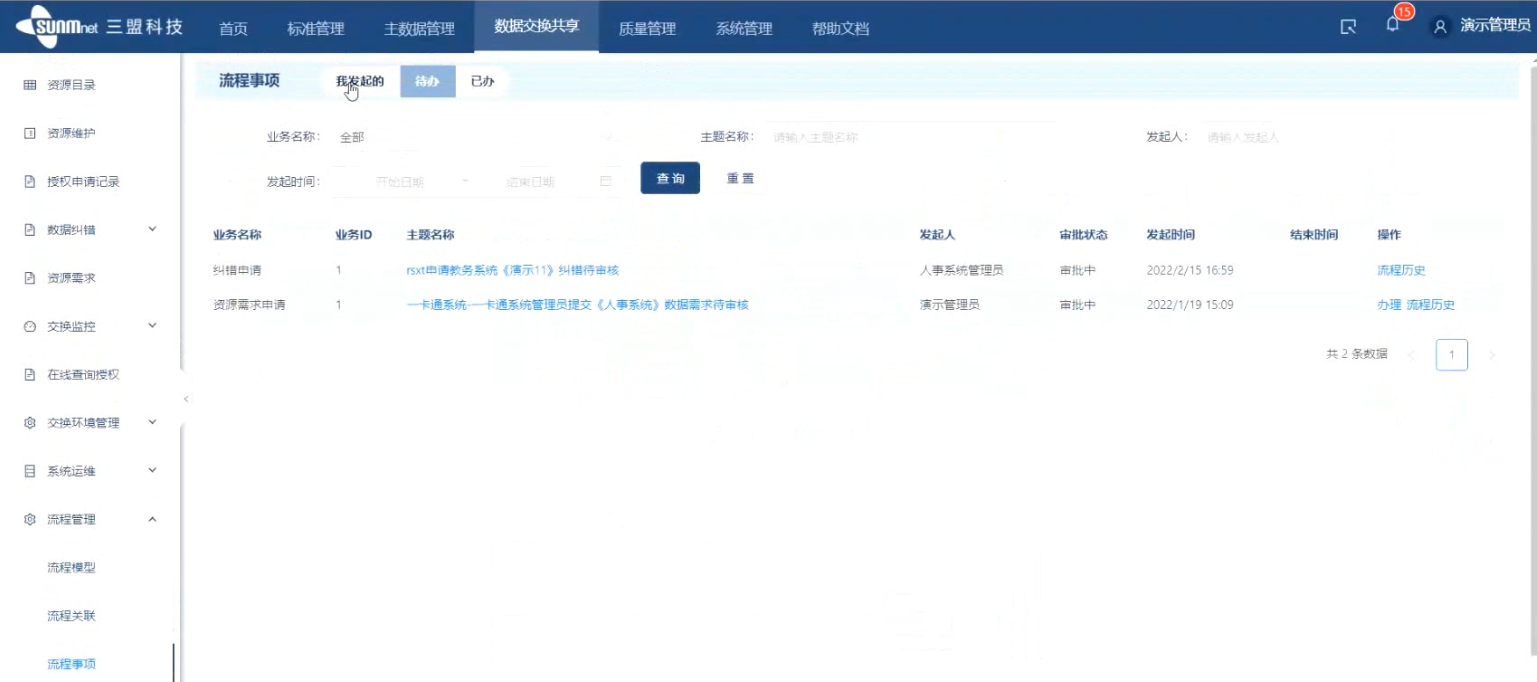 sunmnet 三盟科技 首页 标准管理 主数据管理 数据交换共享 质量管理 系统管理 帮助文档 15 演示管理员
资源目录
资源维护
授权申请记录
数据纠错
资源需求
交换监控
在线查询授权
交换环境管理
系统运维
流程管理
流程模型
流程关联
流程事项
流程事项 我发起的 待办 已办
业务名称: 全部 主题名称: 请输入主题名称 发起人: 请输入发起人
发起时间: 开始日期 ~ 结束日期 查 询 重 置
业务名称 业务ID 主题名称 发起人 审批状态 发起时间 结束时间 操作
纠错申请 1 rsxt申请教务系统《演示11》纠错待审核 人事系统管理员 审批中 2022/2/15 16:59 流程历史
资源需求申请 1 一卡通系统-一卡通系统管理员提交《人事系统》数据需求待审核 演示管理员 审批中 2022/1/19 15:09 办理 流程历史
共 2 条数据 < 1 >